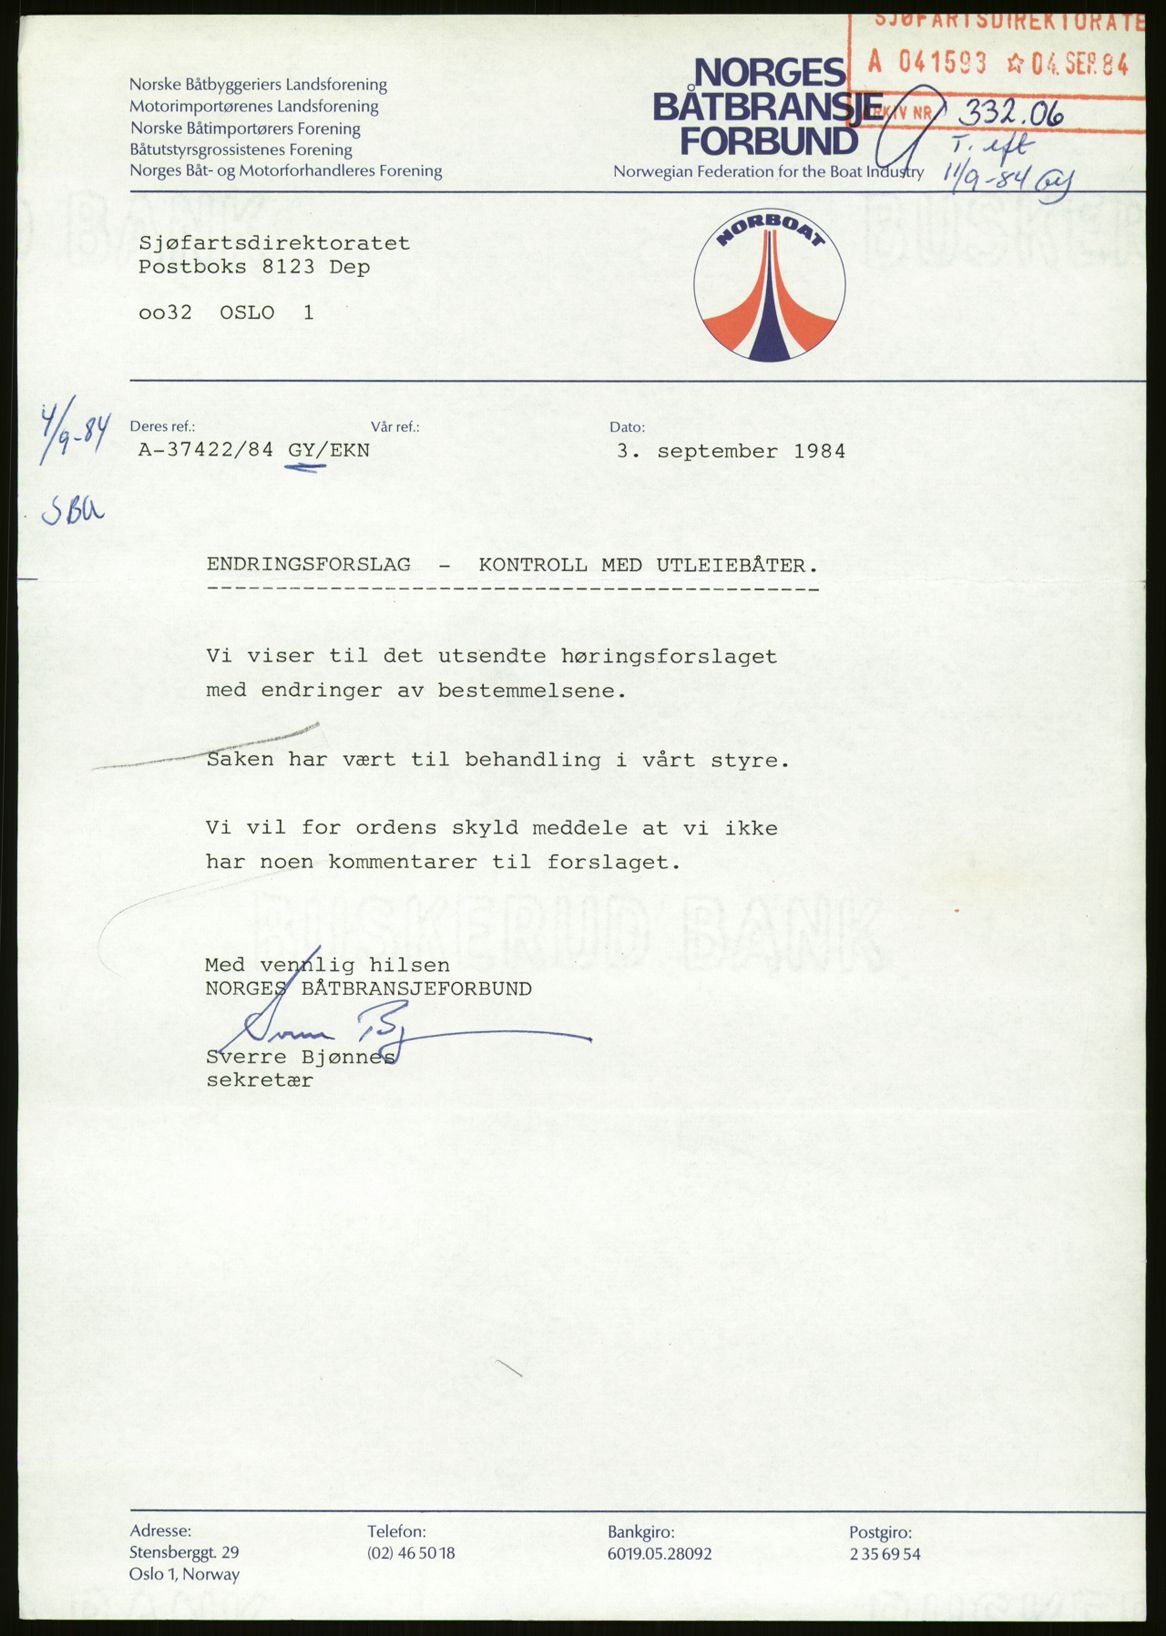 SJØFARTSDIREKTORATE
A 041593 ☆ 04. SEP. 84
ARKIV NR 332.06
T. eft
11/9-84 GY
Norske Båtbyggeriers Landsforening
Motorimportørenes Landsforening
Norske Båtimportørers Forening
Båtutstyrsgrossistenes Forening
Norges Båt- og Motorforhandleres Forening
NORGES
BÅTBRANSJE
FORBUND
Norwegian Federation for the Boat Industry
NORBOAT
Sjøfartsdirektoratet
Postboks 8123 Dep
oo32 OSLO 1
4/9-84
SBU
Deres ref.: Vår ref.: Dato:
A-37422/84 GY/EKN 3. september 1984
ENDRINGSFORSLAG - KONTROLL MED UTLEIEBÅTER.
Vi viser til det utsendte høringsforslaget
med endringer av bestemmelsene.
Saken har vært til behandling i vårt styre.
Vi vil for ordens skyld meddele at vi ikke
har noen kommentarer til forslaget.
BUSKERUD BANK
Med vennlig hilsen
NORGES BÅTBRANSJEFORBUND
Sverre Bjønnes
sekretær
Adresse: Telefon: Bankgiro: Postgiro:
Stensberggt. 29 (02) 46 50 18 6019.05.28092 2 35 69 54
Oslo 1, Norway